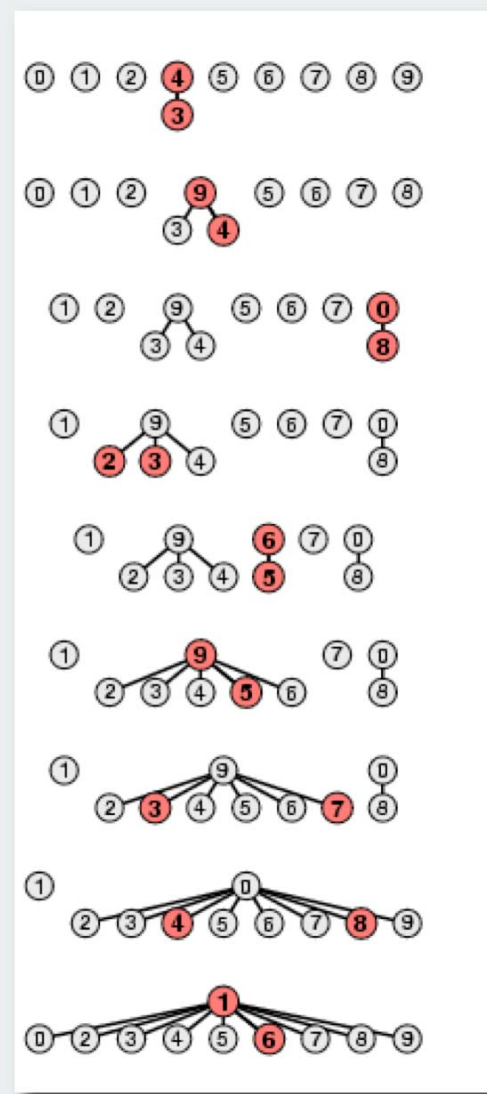 0 1 2 4 5 6 7 8 9
3
0 1 2 9 5 6 7 8
3 4
1 2 9 5 6 7 0
3 4 8
1 9 5 6 7 0
2 3 4 8
1 9 6 7 0
2 3 4 5 8
1 9 7 0
2 3 4 5 6 8
1 9 0
2 3 4 5 6 7 8
1 0
2 3 4 5 6 7 8 9
1
0 2 3 4 5 6 7 8 9